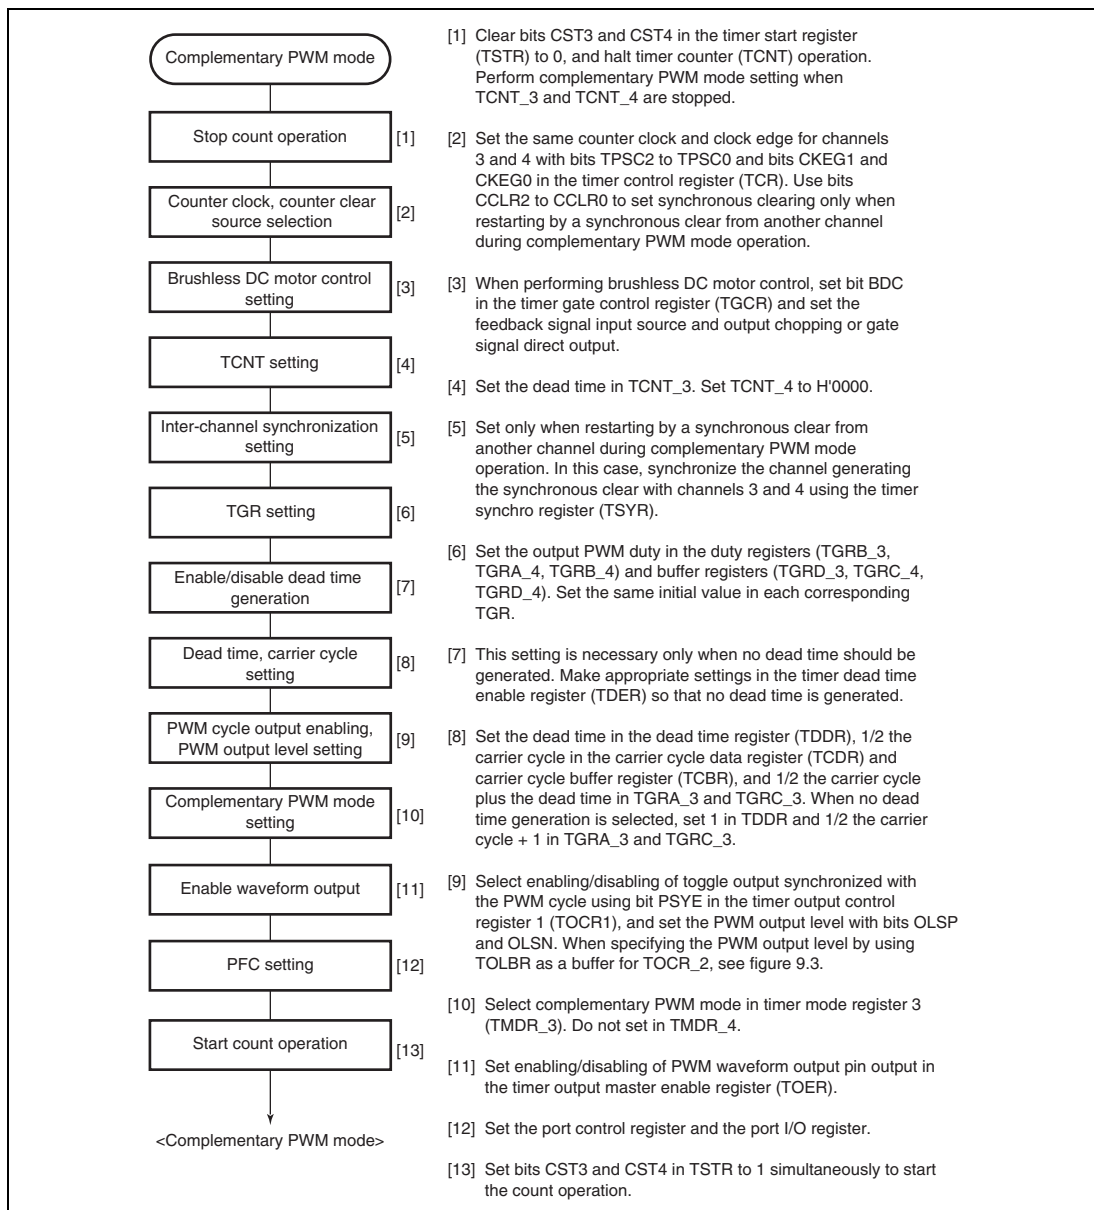 Complementary PWM mode
Stop count operation
[1]
Counter clock, counter clear
source selection
[2]
Brushless DC motor control
setting
[3]
TCNT setting
[4]
Inter-channel synchronization
setting
[5]
TGR setting
[6]
Enable/disable dead time
generation
[7]
Dead time, carrier cycle
setting
[8]
PWM cycle output enabling,
PWM output level setting
[9]
Complementary PWM mode
setting
[10]
Enable waveform output
[11]
PFC setting
[12]
Start count operation
[13]
<Complementary PWM mode>
[1] Clear bits CST3 and CST4 in the timer start register
(TSTR) to 0, and halt timer counter (TCNT) operation.
Perform complementary PWM mode setting when
TCNT_3 and TCNT_4 are stopped.
[2] Set the same counter clock and clock edge for channels
3 and 4 with bits TPSC2 to TPSC0 and bits CKEG1 and
CKEG0 in the timer control register (TCR). Use bits
CCLR2 to CCLR0 to set synchronous clearing only when
restarting by a synchronous clear from another channel
during complementary PWM mode operation.
[3] When performing brushless DC motor control, set bit BDC
in the timer gate control register (TGCR) and set the
feedback signal input source and output chopping or gate
signal direct output.
[4] Set the dead time in TCNT_3. Set TCNT_4 to H'0000.
[5] Set only when restarting by a synchronous clear from
another channel during complementary PWM mode
operation. In this case, synchronize the channel generating
the synchronous clear with channels 3 and 4 using the timer
synchro register (TSYR).
[6] Set the output PWM duty in the duty registers (TGRB_3,
TGRA_4, TGRB_4) and buffer registers (TGRD_3, TGRC_4,
TGRD_4). Set the same initial value in each corresponding
TGR.
[7] This setting is necessary only when no dead time should be
generated. Make appropriate settings in the timer dead time
enable register (TDER) so that no dead time is generated.
[8] Set the dead time in the dead time register (TDDR), 1/2 the
carrier cycle in the carrier cycle data register (TCDR) and
carrier cycle buffer register (TCBR), and 1/2 the carrier cycle
plus the dead time in TGRA_3 and TGRC_3. When no dead
time generation is selected, set 1 in TDDR and 1/2 the carrier
cycle + 1 in TGRA_3 and TGRC_3.
[9] Select enabling/disabling of toggle output synchronized with
the PWM cycle using bit PSYE in the timer output control
register 1 (TOCR1), and set the PWM output level with bits OLSP
and OLSN. When specifying the PWM output level by using
TOLBR as a buffer for TOCR_2, see figure 9.3.
[10] Select complementary PWM mode in timer mode register 3
(TMDR_3). Do not set in TMDR_4.
[11] Set enabling/disabling of PWM waveform output pin output in
the timer output master enable register (TOER).
[12] Set the port control register and the port I/O register.
[13] Set bits CST3 and CST4 in TSTR to 1 simultaneously to start
the count operation.